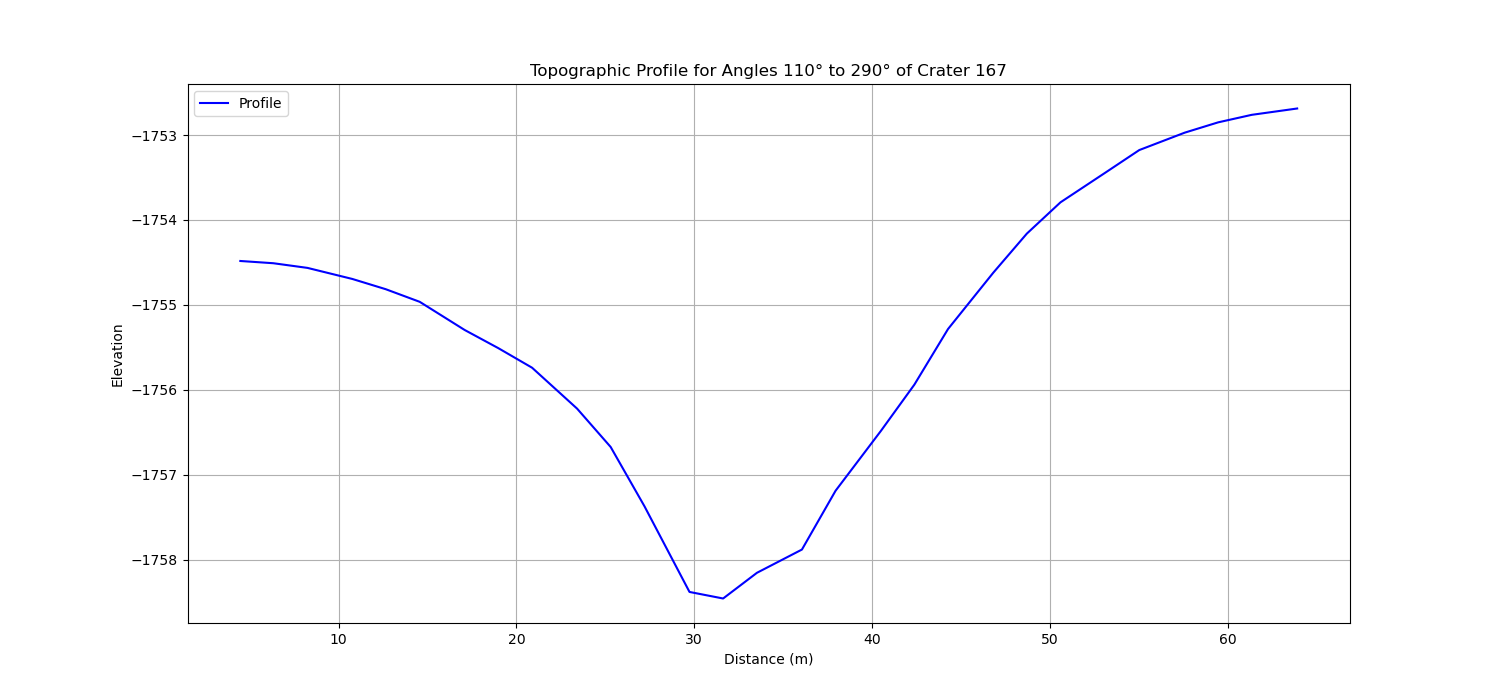 Topographic Profile for Angles 110° to 290° of Crater 167
Profile
−1753
−1754
−1755
−1756
−1757
−1758
Elevation
10 20 30 40 50 60
Distance (m)